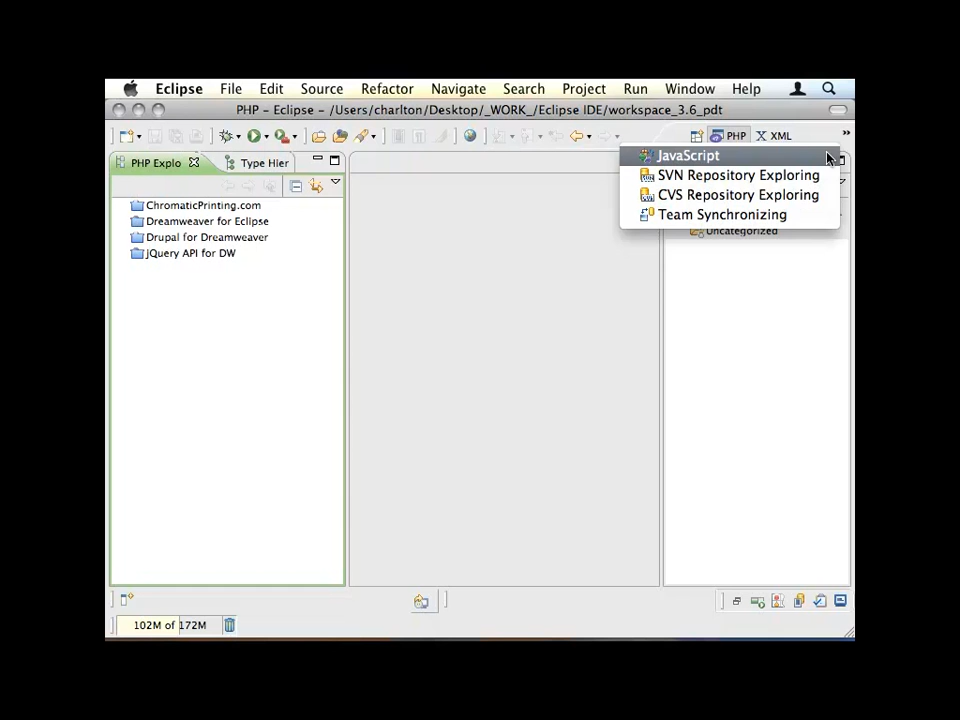 Eclipse File Edit Source Refactor Navigate Search Project Run Window Help
PHP - Eclipse - /Users/charlton/Desktop/_WORK_/Eclipse IDE/workspace_3.6_pdt
PHP XML »
PHP Explo Type Hier
JavaScript
SVN Repository Exploring
CVS Repository Exploring
Team Synchronizing
Uncategorized
ChromaticPrinting.com
Dreamweaver for Eclipse
Drupal for Dreamweaver
jQuery API for DW
102M of 172M